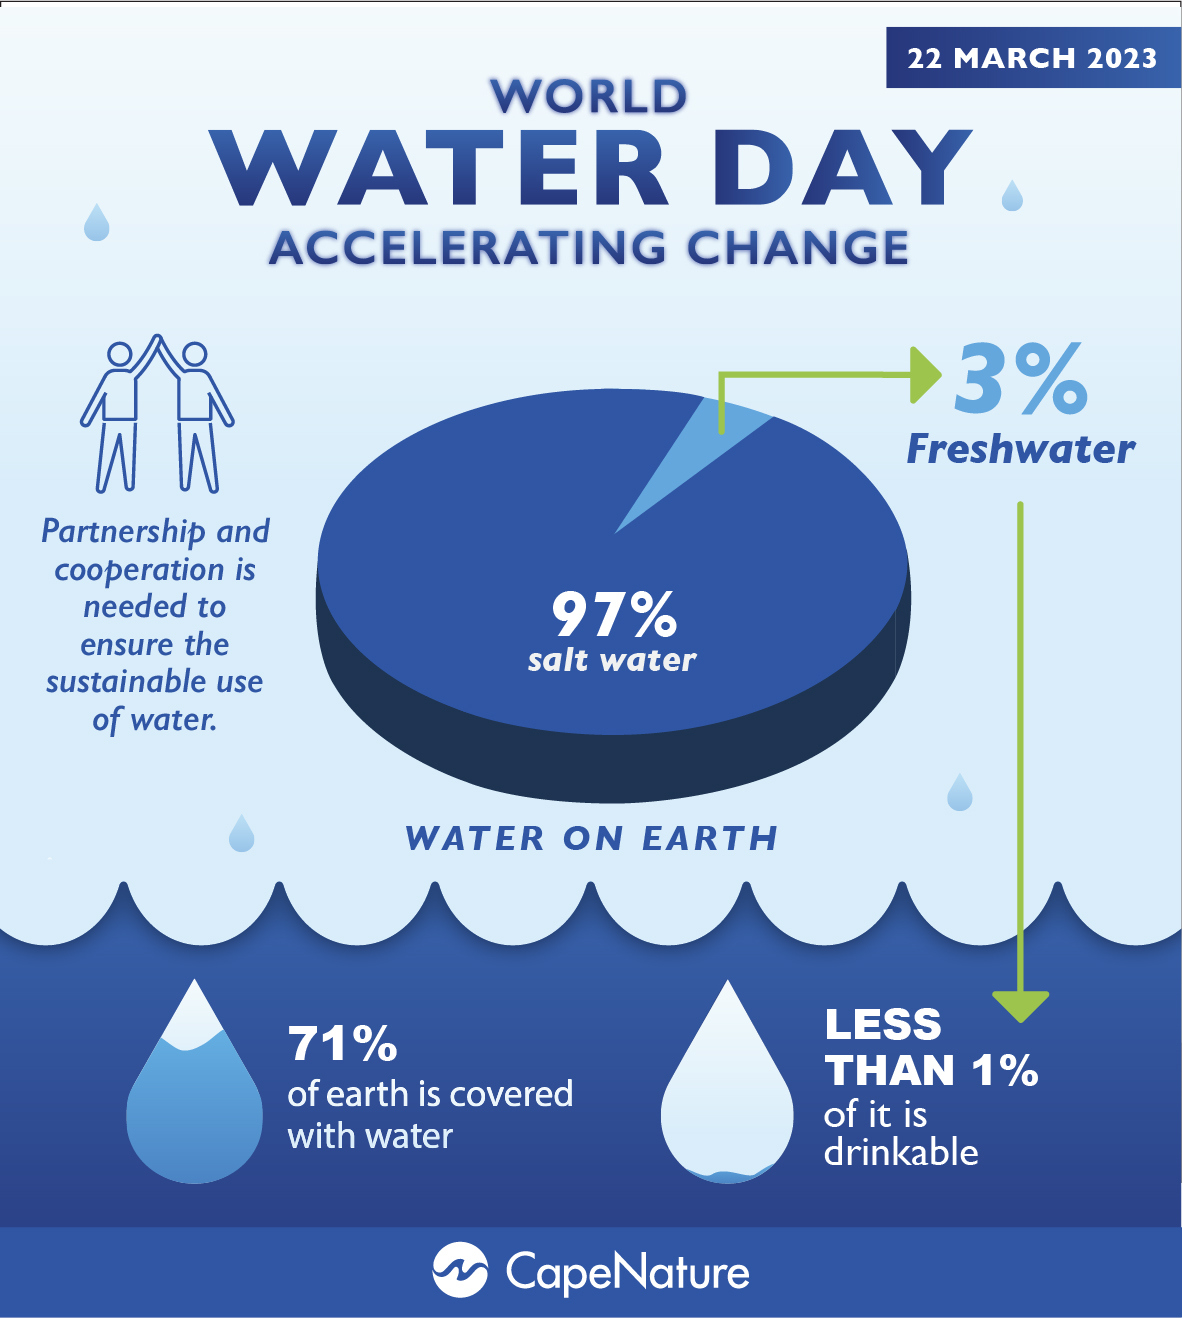 22 MARCH 2023
WORLD
WATER DAY
ACCELERATING CHANGE
3%
Freshwater
Partnership and
cooperation is
needed to
ensure the
sustainable use
of water.
97%
salt water
WATER ON EARTH
71%
of earth is covered
with water
LESS
THAN 1%
of it is
drinkable
CapeNature